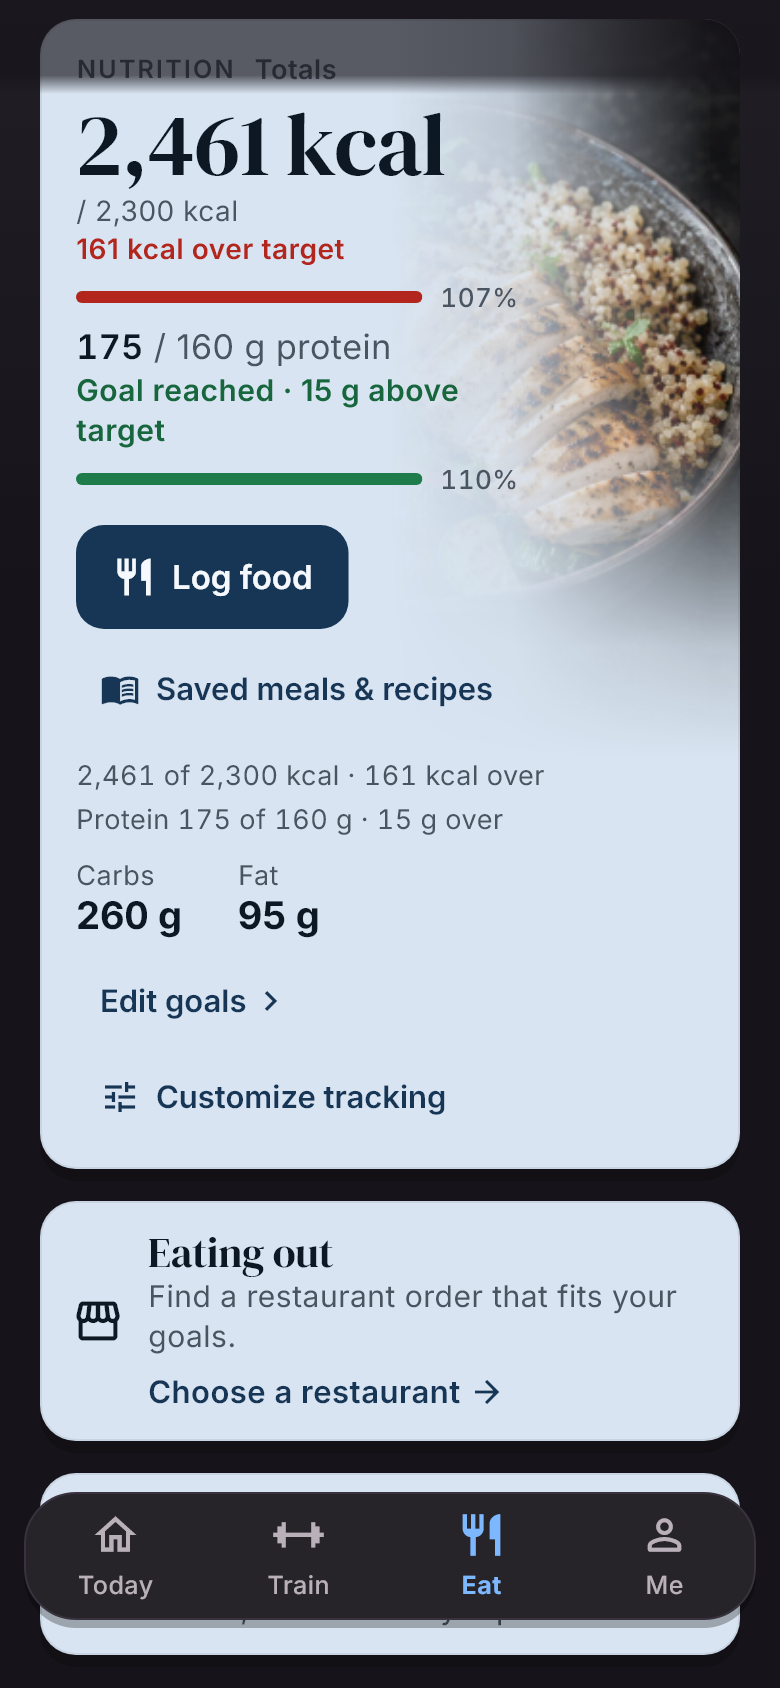 NUTRITION Totals
2,461 kcal
/ 2,300 kcal
161 kcal over target
107%
175 / 160 g protein
Goal reached · 15 g above
target
110%
Log food
Saved meals & recipes
2,461 of 2,300 kcal · 161 kcal over
Protein 175 of 160 g · 15 g over
Carbs Fat
260 g 95 g
Edit goals
Customize tracking
Eating out
Find a restaurant order that fits your
goals.
Choose a restaurant
Today Train Eat Me